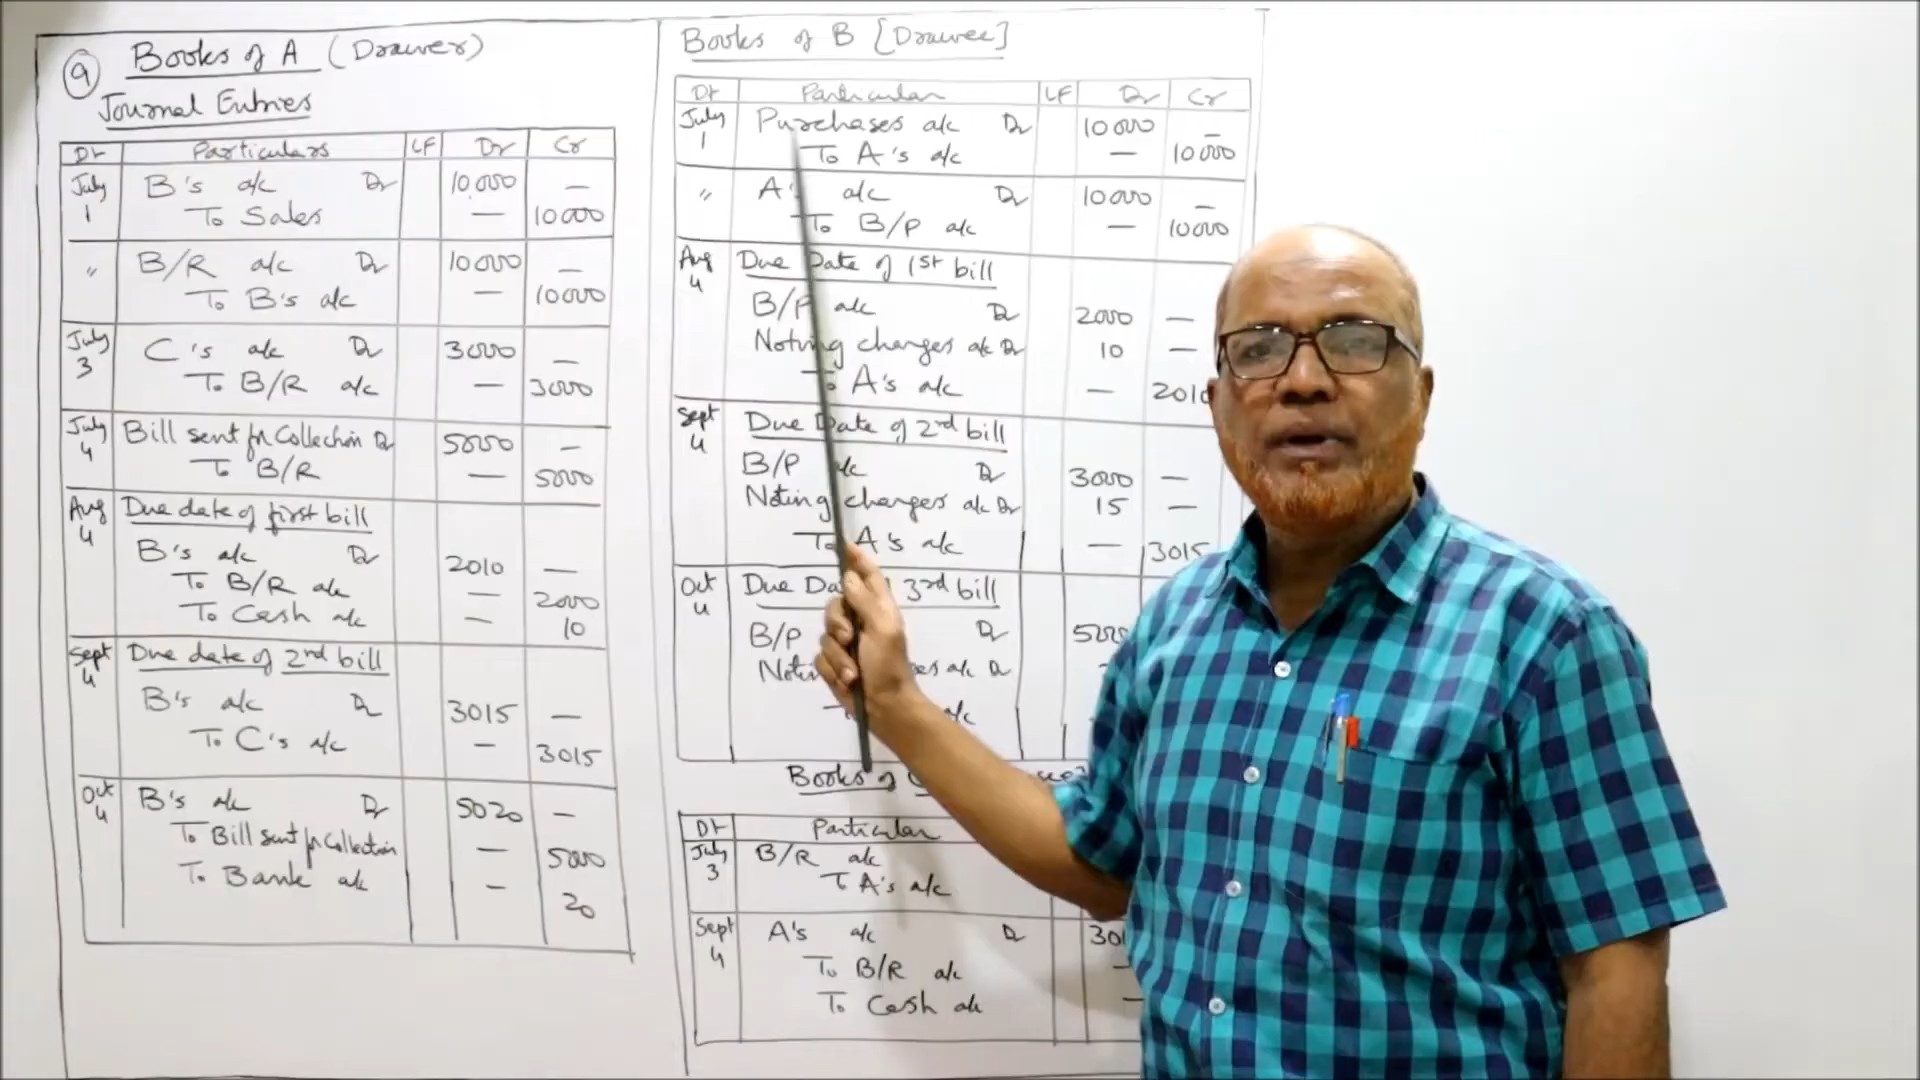 9
Books of A (Drawer)
Journal Entries
Dt Particulars LF Dr Cr
July 1 B's a/c Dr 10,000 —
To Sales — 10000
" B/R a/c Dr 10000 —
To B's a/c — 10000
July 3 C's a/c Dr 3000 —
To B/R a/c — 3000
July 4 Bill sent for Collection Dr 5000 —
To B/R — 5000
Aug 4 Due date of first bill
B's a/c Dr 2010 —
To B/R a/c — 2000
To Cash a/c — 10
Sept 4 Due date of 2nd bill
B's a/c Dr 3015 —
To C's a/c — 3015
Oct 4 B's a/c Dr 5020 —
To Bill sent for Collection — 5000
To Bank a/c — 20
Books of B [Drawee]
Dt Particular LF Dr Cr
July 1 Purchases a/c Dr 10000 —
To A's a/c — 10000
" A's a/c Dr 10000 —
To B/P a/c — 10000
Aug 4 Due Date of 1st bill
B/P a/c Dr 2000 —
Noting charges a/c Dr 10 —
To A's a/c — 2010
Sept 4 Due Date of 2nd bill
B/P a/c Dr 3000 —
Noting charges a/c Dr 15 —
To A's a/c — 3015
Oct 4 Due Date 3rd bill
B/P Dr
a/c Dr
a/c
Books of
Dt Particular
July 3 B/R a/c
To A's a/c
Sept 4 A's a/c Dr
To B/R a/c —
To Cash a/c —